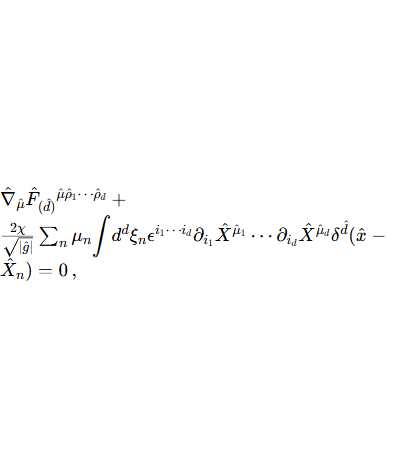 $\hat{\nabla}_{\hat{\mu}} \hat{F}_{(\hat{d})}{}^{\hat{\mu}\hat{\rho}_1 \cdots \hat{\rho}_d} +$
$\frac{2\chi}{\sqrt{|\hat{g}|}} \sum_n \mu_n \int d^d \xi_n \epsilon^{i_1 \cdots i_d} \partial_{i_1} \hat{X}^{\hat{\mu}_1} \cdots \partial_{i_d} \hat{X}^{\hat{\mu}_d} \delta^{\hat{d}} (\hat{x} -$
$\hat{X}_n) = 0 \, ,$